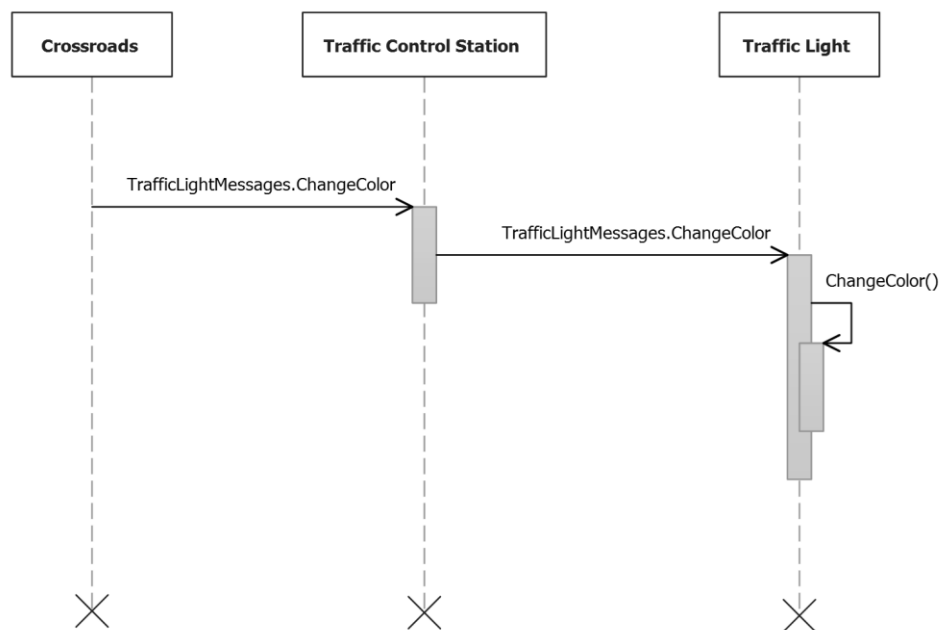 Crossroads
Traffic Control Station
Traffic Light
TrafficLightMessages.ChangeColor
TrafficLightMessages.ChangeColor
ChangeColor()